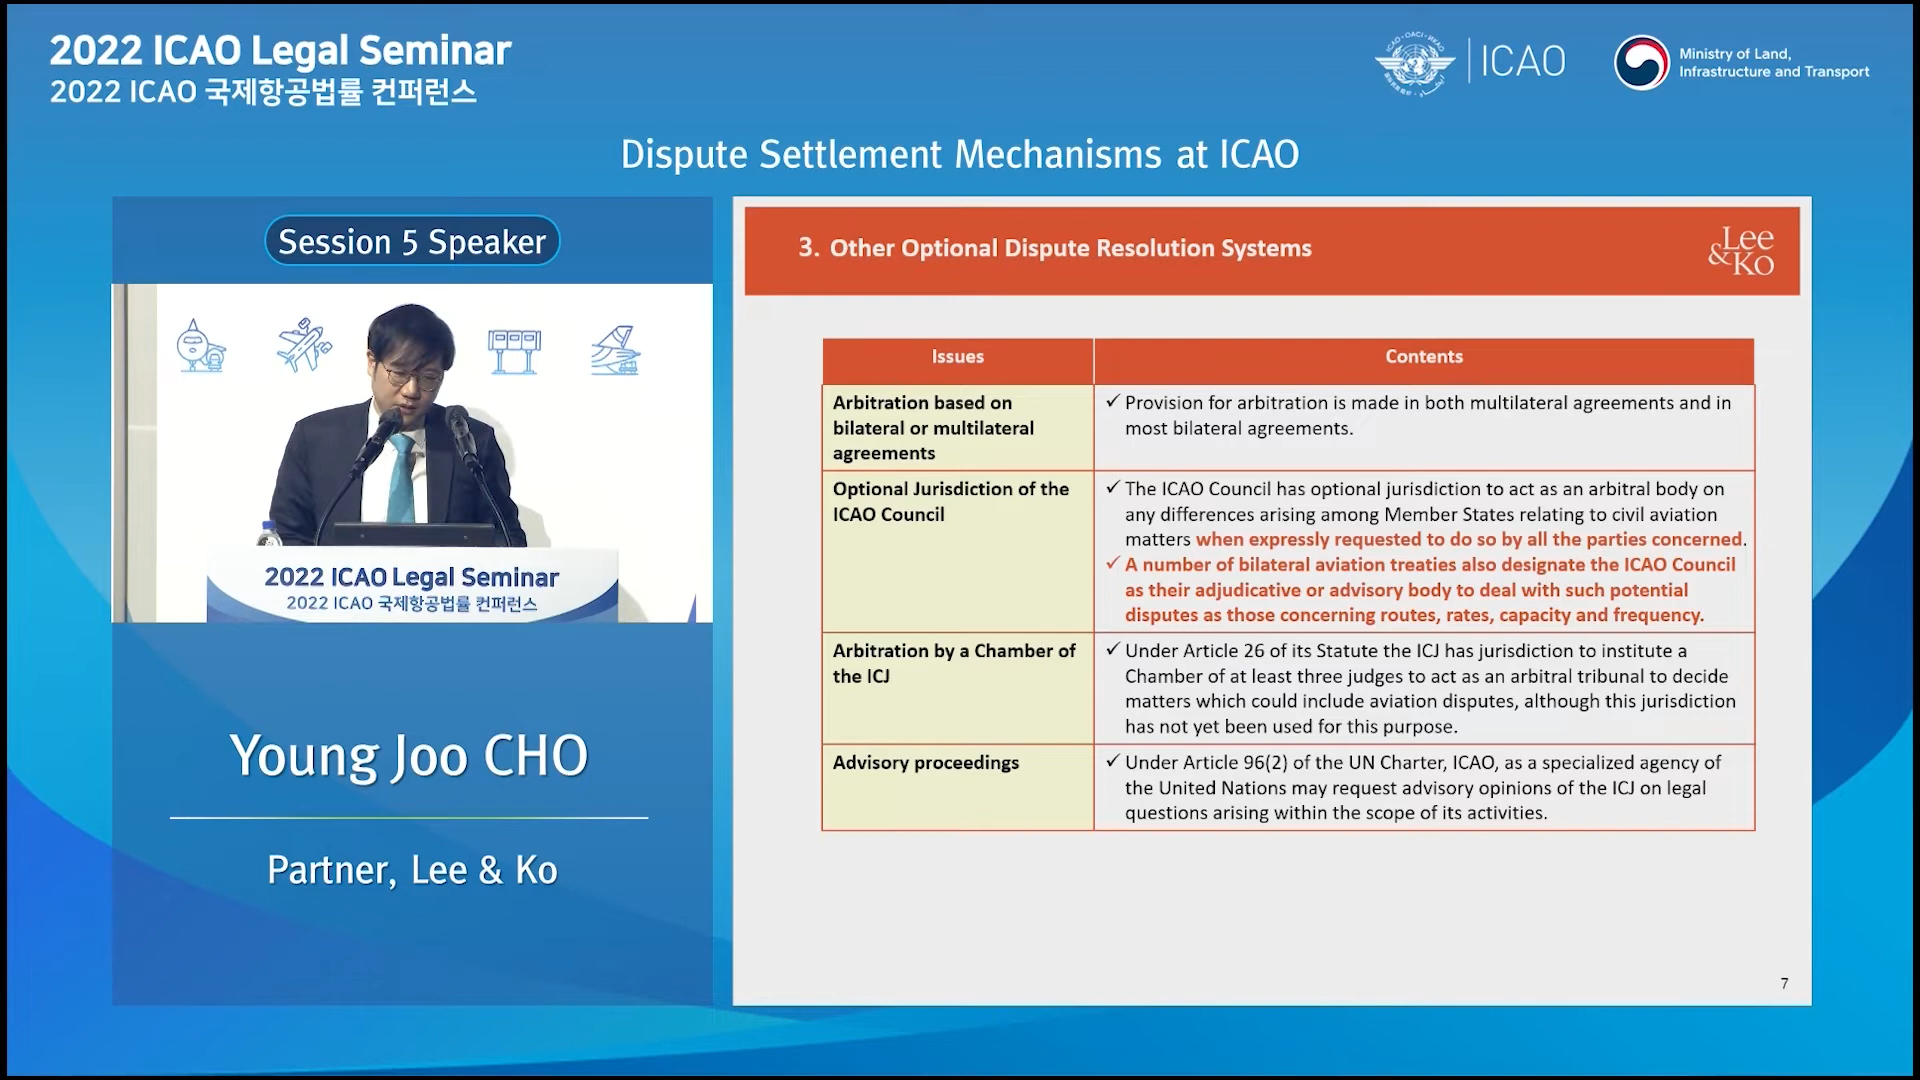 2022 ICAO Legal Seminar
2022 ICAO 국제항공법률 컨퍼런스
ICAO
Ministry of Land,
Infrastructure and Transport
Dispute Settlement Mechanisms at ICAO
Session 5 Speaker
2022 ICAO Legal Seminar
2022 ICAO 국제항공법률 컨퍼런스
Young Joo CHO
Partner, Lee & Ko
3. Other Optional Dispute Resolution Systems
Lee
&Ko
Issues
Contents
Arbitration based on
bilateral or multilateral
agreements
✓ Provision for arbitration is made in both multilateral agreements and in
most bilateral agreements.
Optional Jurisdiction of the
ICAO Council
✓ The ICAO Council has optional jurisdiction to act as an arbitral body on
any differences arising among Member States relating to civil aviation
matters when expressly requested to do so by all the parties concerned.
✓ A number of bilateral aviation treaties also designate the ICAO Council
as their adjudicative or advisory body to deal with such potential
disputes as those concerning routes, rates, capacity and frequency.
Arbitration by a Chamber of
the ICJ
✓ Under Article 26 of its Statute the ICJ has jurisdiction to institute a
Chamber of at least three judges to act as an arbitral tribunal to decide
matters which could include aviation disputes, although this jurisdiction
has not yet been used for this purpose.
Advisory proceedings
✓ Under Article 96(2) of the UN Charter, ICAO, as a specialized agency of
the United Nations may request advisory opinions of the ICJ on legal
questions arising within the scope of its activities.
7